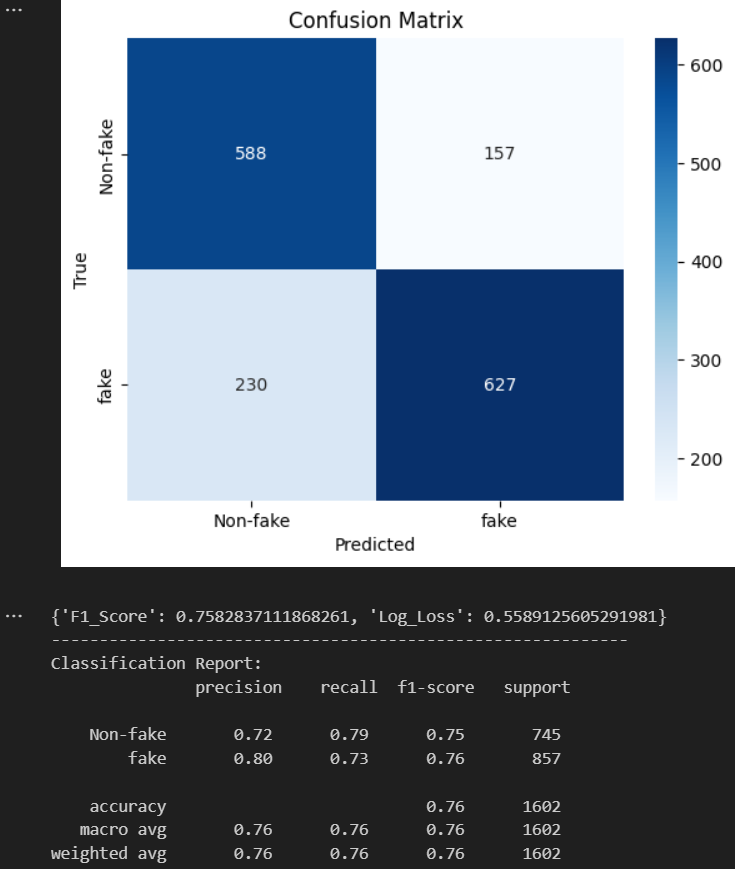 ...
Confusion Matrix
Non-fake
588
157
fake
230
627
True
Non-fake
fake
Predicted
600
500
400
300
200
...
{'F1_Score': 0.7582837111868261, 'Log_Loss': 0.5589125605291981}
-----------------------------------------------------------
Classification Report:
precision recall f1-score support
Non-fake 0.72 0.79 0.75 745
fake 0.80 0.73 0.76 857
accuracy 0.76 1602
macro avg 0.76 0.76 0.76 1602
weighted avg 0.76 0.76 0.76 1602